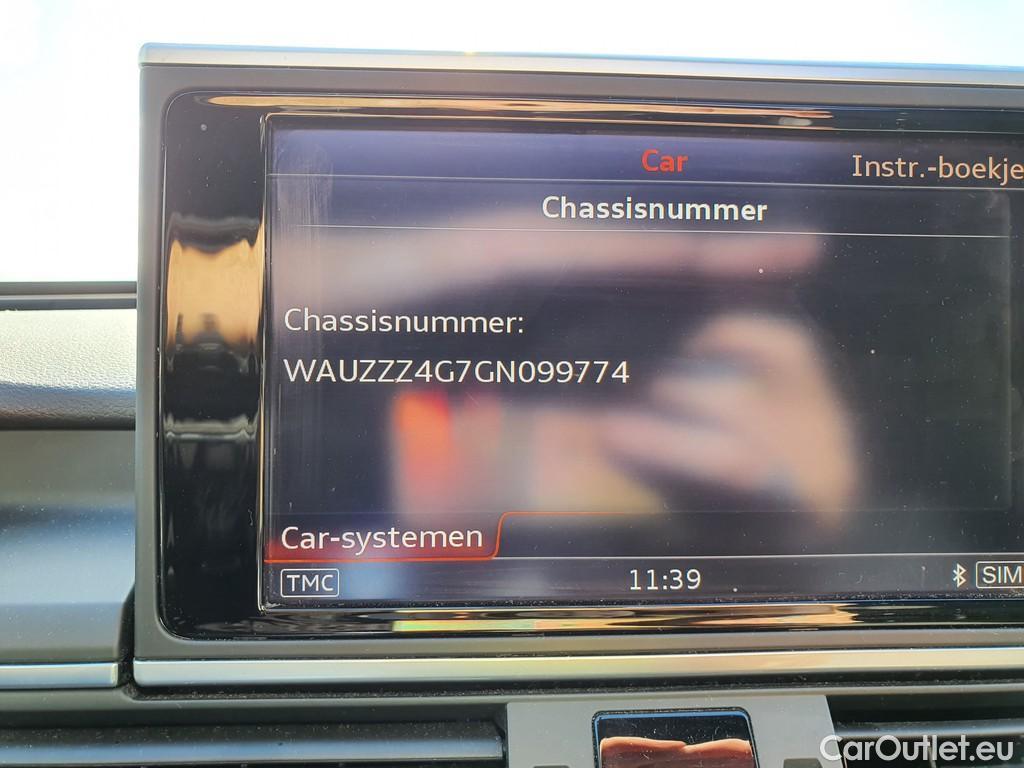 Car
Instr.-boekje
Chassisnummer
Chassisnummer:
WAUZZZ4G7GN099774
Car-systemen
TMC
11:39
SIM
CarOutlet.eu